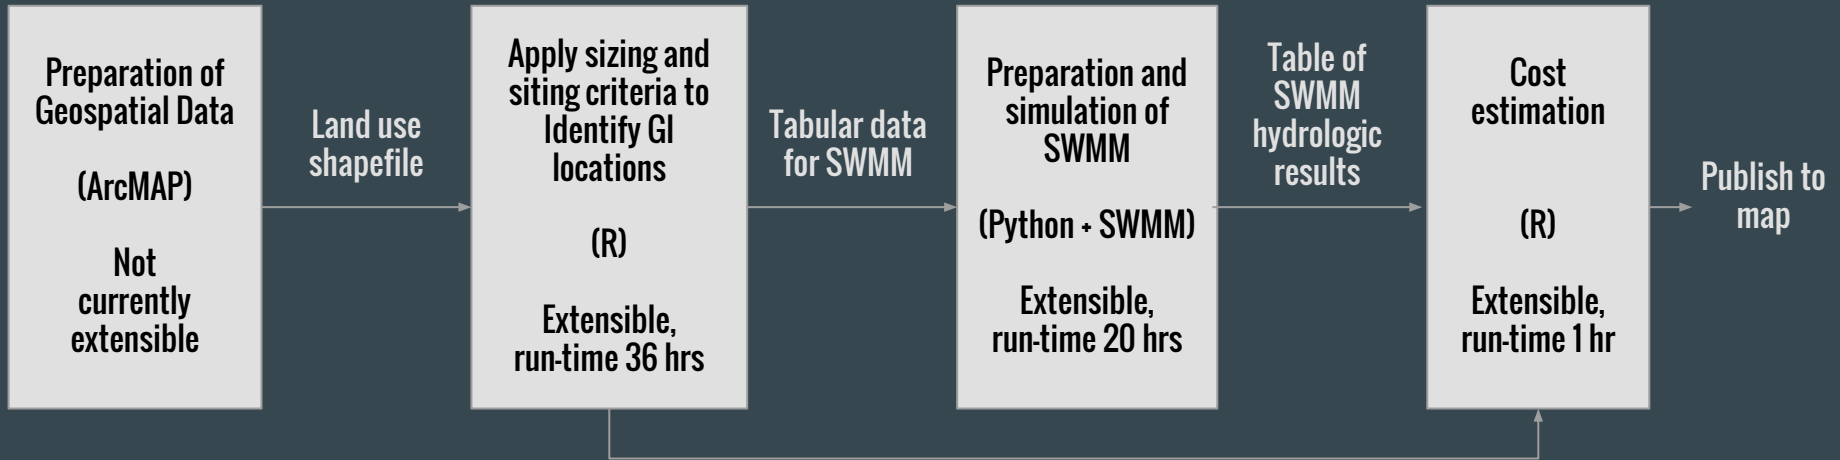 Preparation of
Geospatial Data
(ArcMAP)
Not
currently
extensible
Land use
shapefile
Apply sizing and
siting criteria to
Identify GI
locations
(R)
Extensible,
run-time 36 hrs
Tabular data
for SWMM
Preparation and
simulation of
SWMM
(Python + SWMM)
Extensible,
run-time 20 hrs
Table of
SWMM
hydrologic
results
Cost
estimation
(R)
Extensible,
run-time 1 hr
Publish to
map